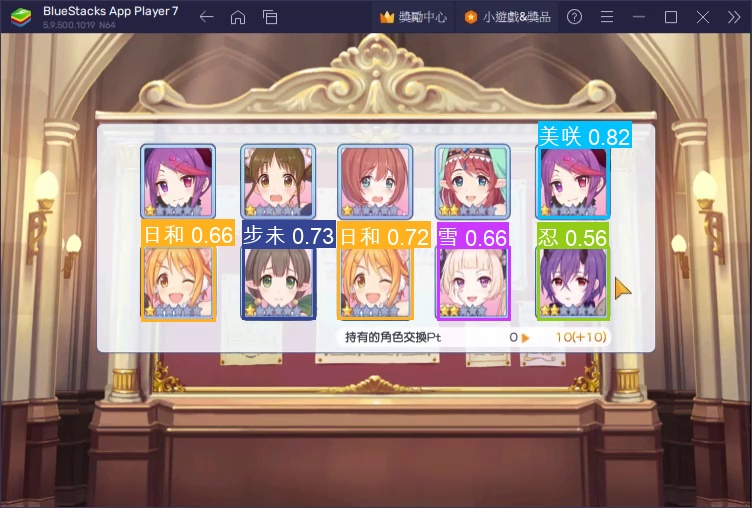 BlueStacks App Player 7
5.9.500.1019 N64
獎勵中心
小遊戲&獎品
美咲 0.82
日和 0.66
步未 0.73
日和 0.72
雪 0.66
忍 0.56
持有的角色交換Pt 0 10(+10)